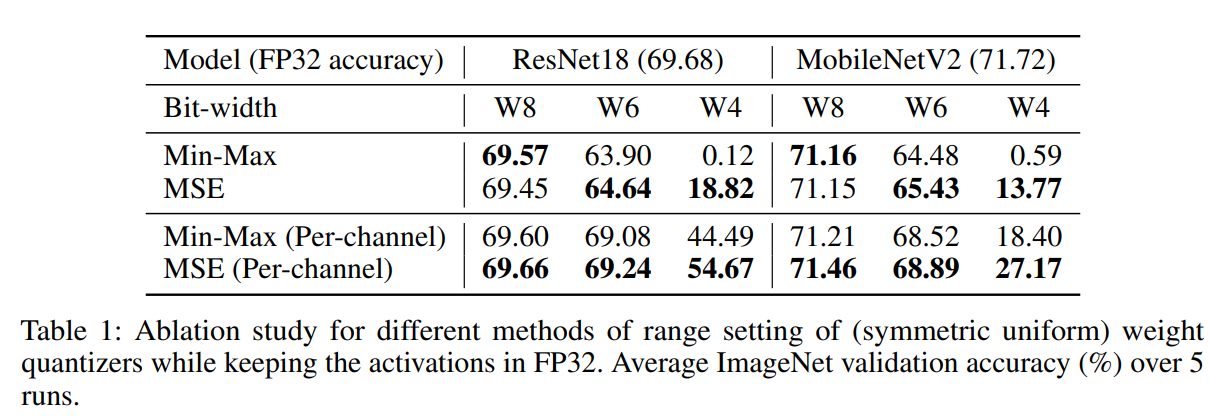 Model (FP32 accuracy) ResNet18 (69.68) MobileNetV2 (71.72)
Bit-width W8 W6 W4 W8 W6 W4
Min-Max 69.57 63.90 0.12 71.16 64.48 0.59
MSE 69.45 64.64 18.82 71.15 65.43 13.77
Min-Max (Per-channel) 69.60 69.08 44.49 71.21 68.52 18.40
MSE (Per-channel) 69.66 69.24 54.67 71.46 68.89 27.17
Table 1: Ablation study for different methods of range setting of (symmetric uniform) weight
quantizers while keeping the activations in FP32. Average ImageNet validation accuracy (%) over 5
runs.